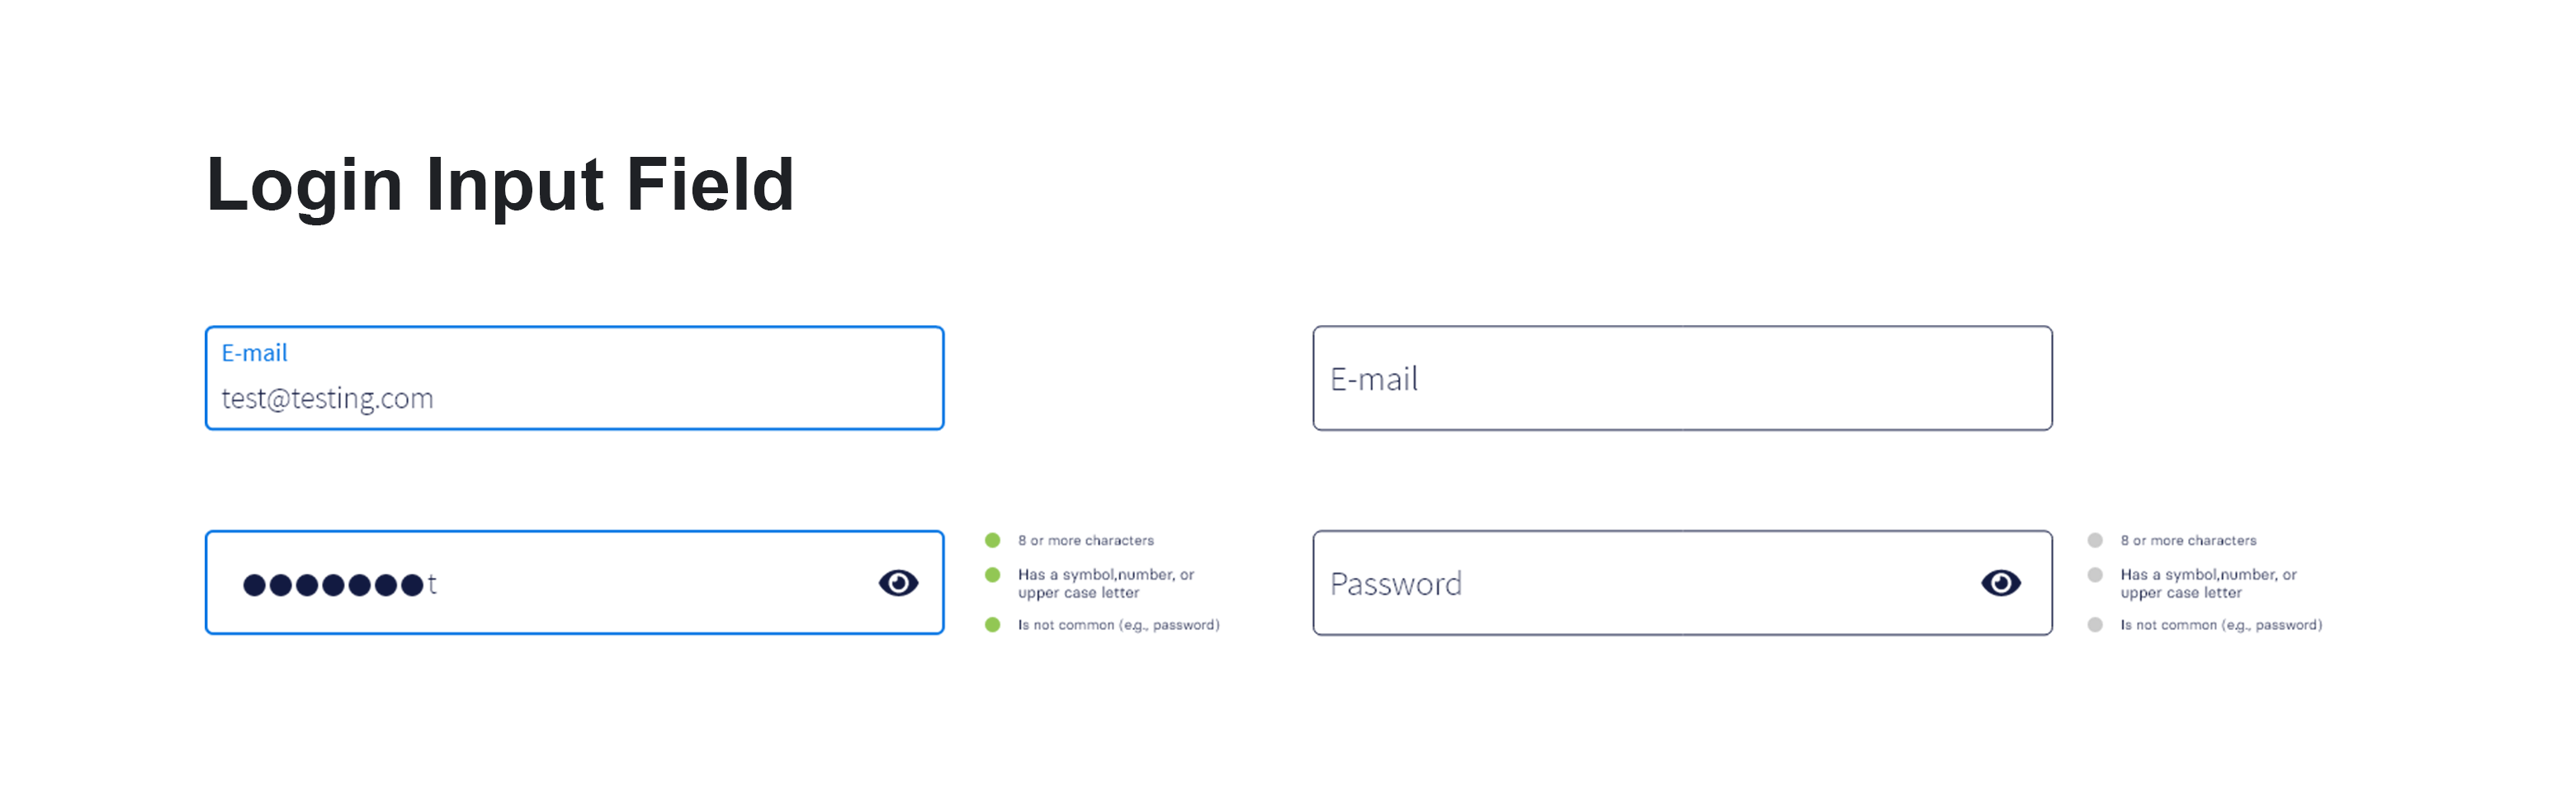 Login Input Field
E-mail
test@testing.com
E-mail
●●●●●●●t
8 or more characters
Has a symbol,number, or
upper case letter
Is not common (e.g., password)
Password
8 or more characters
Has a symbol,number, or
upper case letter
Is not common (e.g., password)